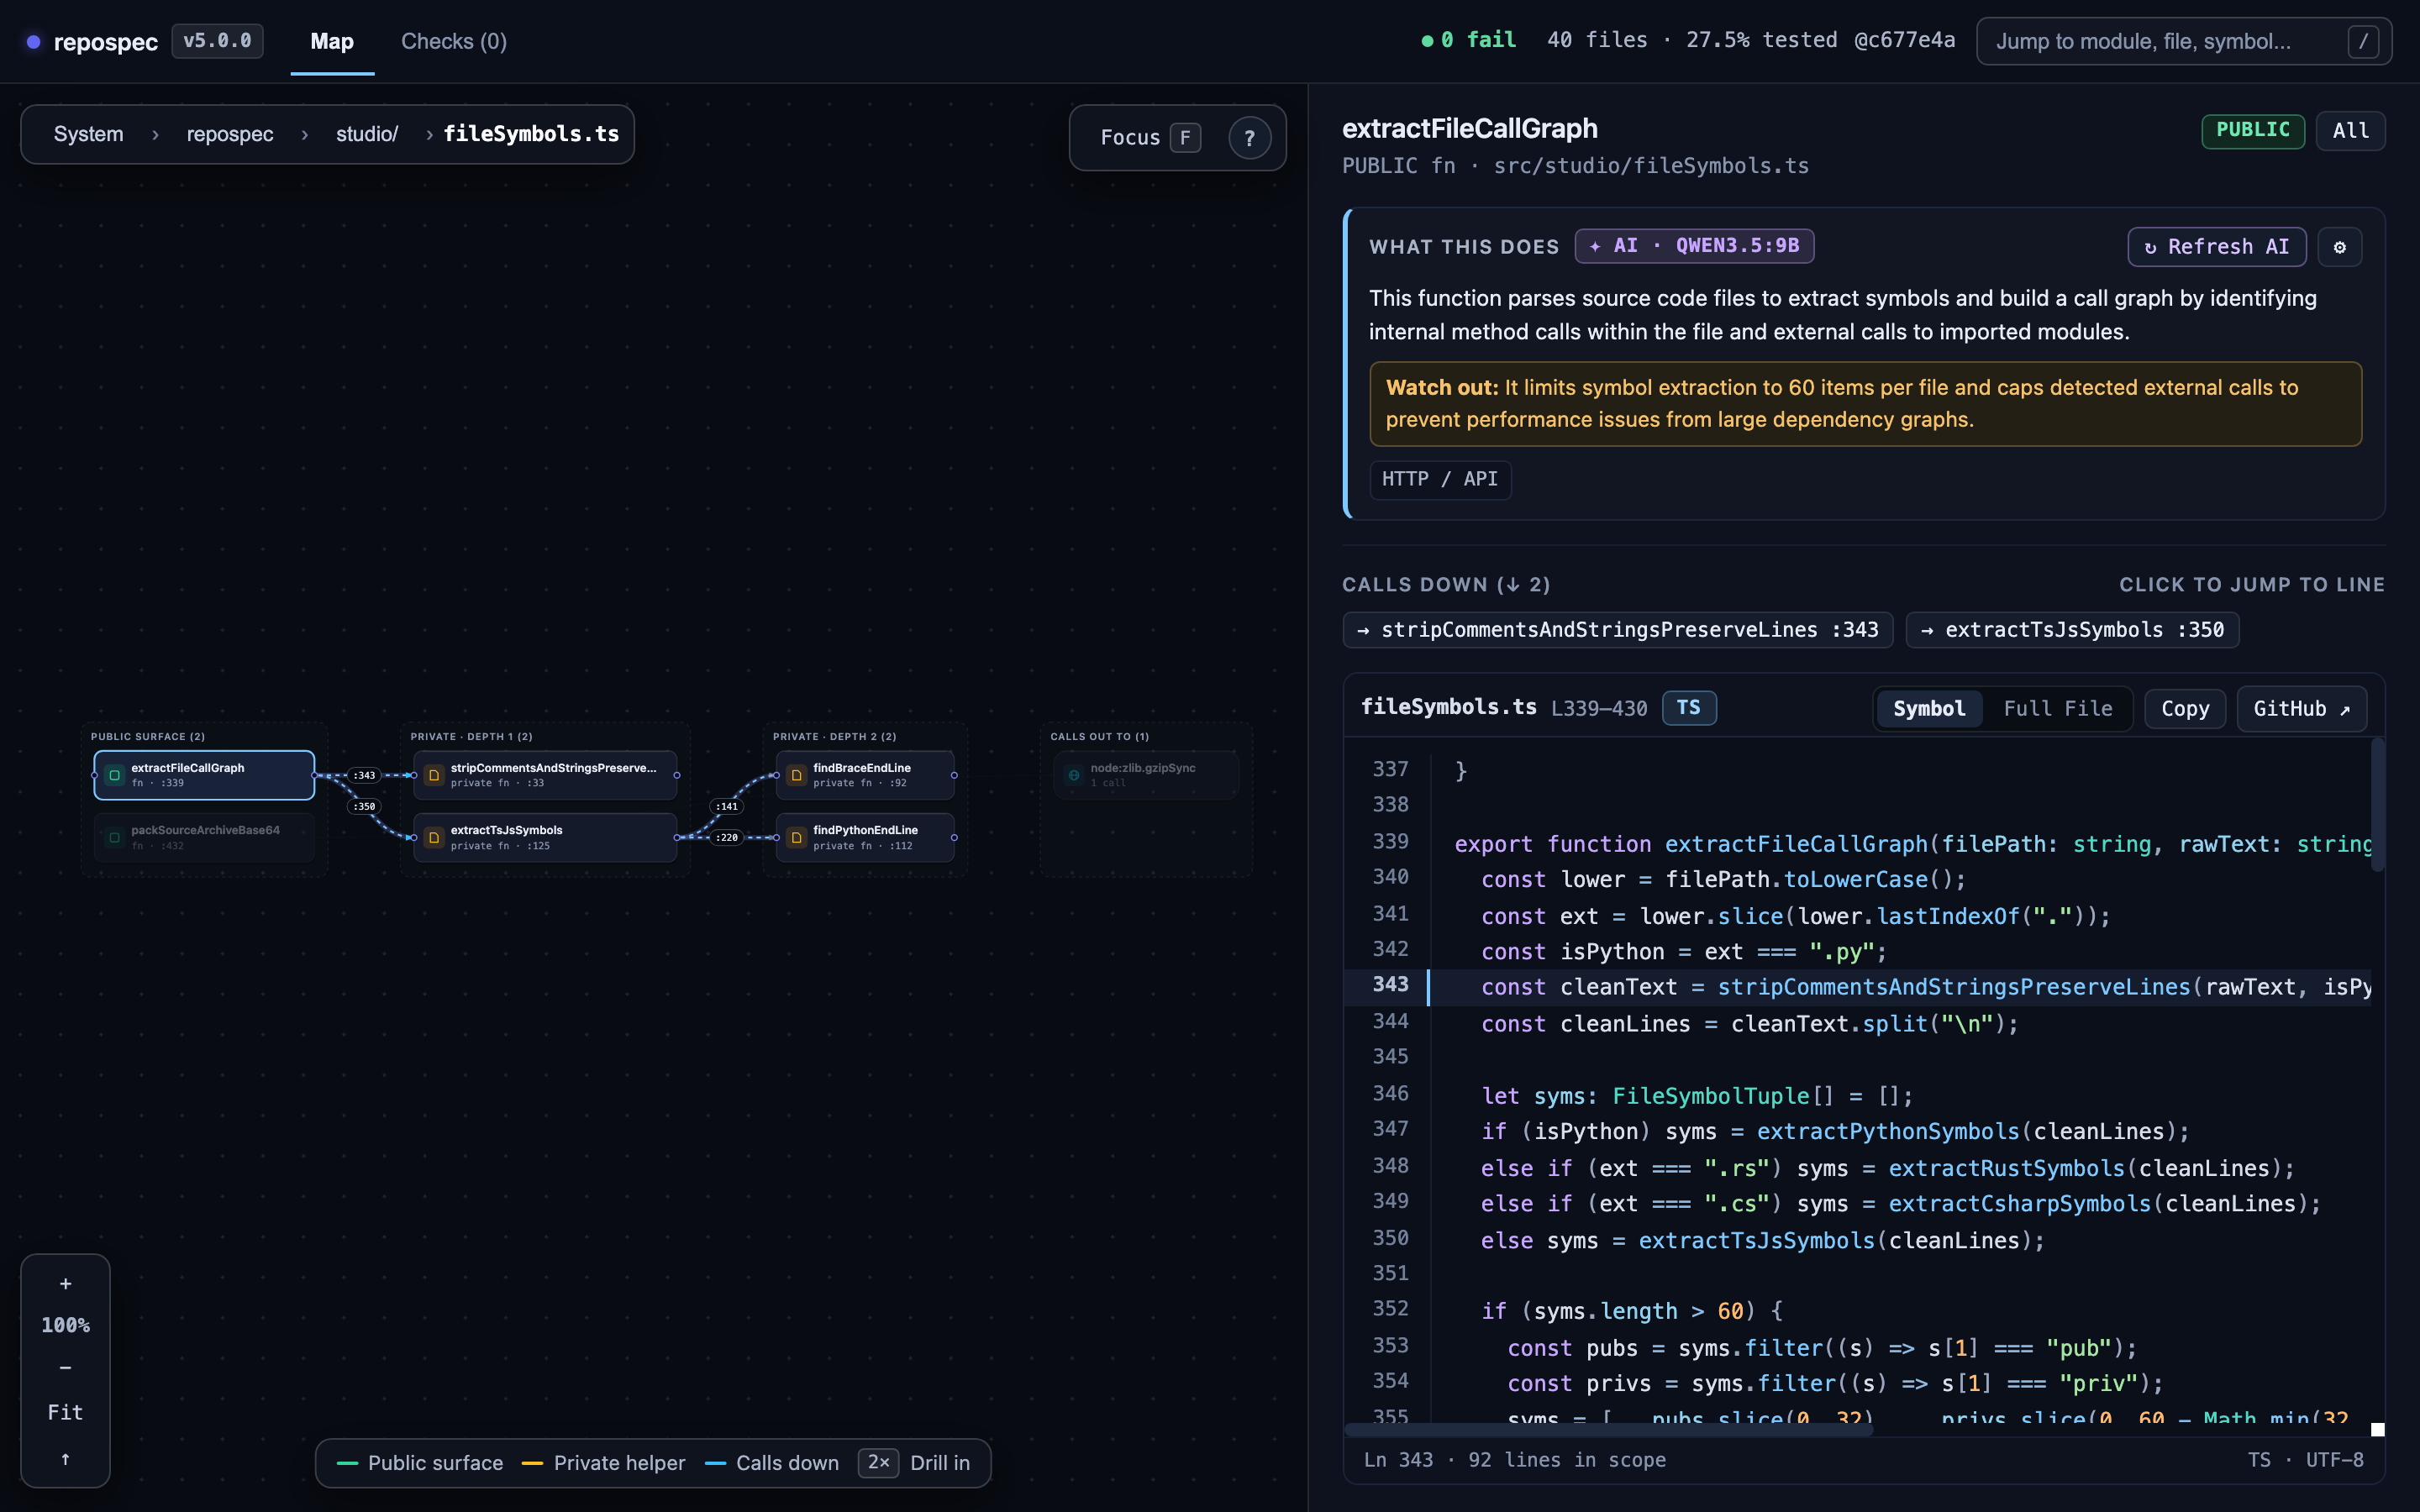 repospec v5.0.0 Map Checks (0) 0 fail 40 files · 27.5% tested @c677e4a Jump to module, file, symbol... /
System › repospec › studio/ › fileSymbols.ts
Focus F ?
PUBLIC SURFACE (2)
extractFileCallGraph
fn · :339
packSourceArchiveBase64
fn · :432
:343
:350
PRIVATE · DEPTH 1 (2)
stripCommentsAndStringsPreserve...
private fn · :33
extractTsJsSymbols
private fn · :125
:141
:220
PRIVATE · DEPTH 2 (2)
findBraceEndLine
private fn · :92
findPythonEndLine
private fn · :112
CALLS OUT TO (1)
node:zlib.gzipSync
1 call
+
100%
−
Fit
↑
Public surface Private helper Calls down 2× Drill in
extractFileCallGraph PUBLIC All
PUBLIC fn · src/studio/fileSymbols.ts
WHAT THIS DOES ✦ AI · QWEN3.5:9B ↻ Refresh AI ⚙
This function parses source code files to extract symbols and build a call graph by identifying
internal method calls within the file and external calls to imported modules.
Watch out: It limits symbol extraction to 60 items per file and caps detected external calls to
prevent performance issues from large dependency graphs.
HTTP / API
CALLS DOWN (↓ 2) CLICK TO JUMP TO LINE
→ stripCommentsAndStringsPreserveLines :343 → extractTsJsSymbols :350
fileSymbols.ts L339–430 TS Symbol Full File Copy GitHub ↗
337 }
338
339 export function extractFileCallGraph(filePath: string, rawText: string
340 const lower = filePath.toLowerCase();
341 const ext = lower.slice(lower.lastIndexOf("."));
342 const isPython = ext === ".py";
343 const cleanText = stripCommentsAndStringsPreserveLines(rawText, isPy
344 const cleanLines = cleanText.split("\n");
345
346 let syms: FileSymbolTuple[] = [];
347 if (isPython) syms = extractPythonSymbols(cleanLines);
348 else if (ext === ".rs") syms = extractRustSymbols(cleanLines);
349 else if (ext === ".cs") syms = extractCsharpSymbols(cleanLines);
350 else syms = extractTsJsSymbols(cleanLines);
351
352 if (syms.length > 60) {
353 const pubs = syms.filter((s) => s[1] === "pub");
354 const privs = syms.filter((s) => s[1] === "priv");
355 syms = [ pubs.slice(0, 32) privs.slice(0, 60 - Math.min(32
Ln 343 · 92 lines in scope TS · UTF-8